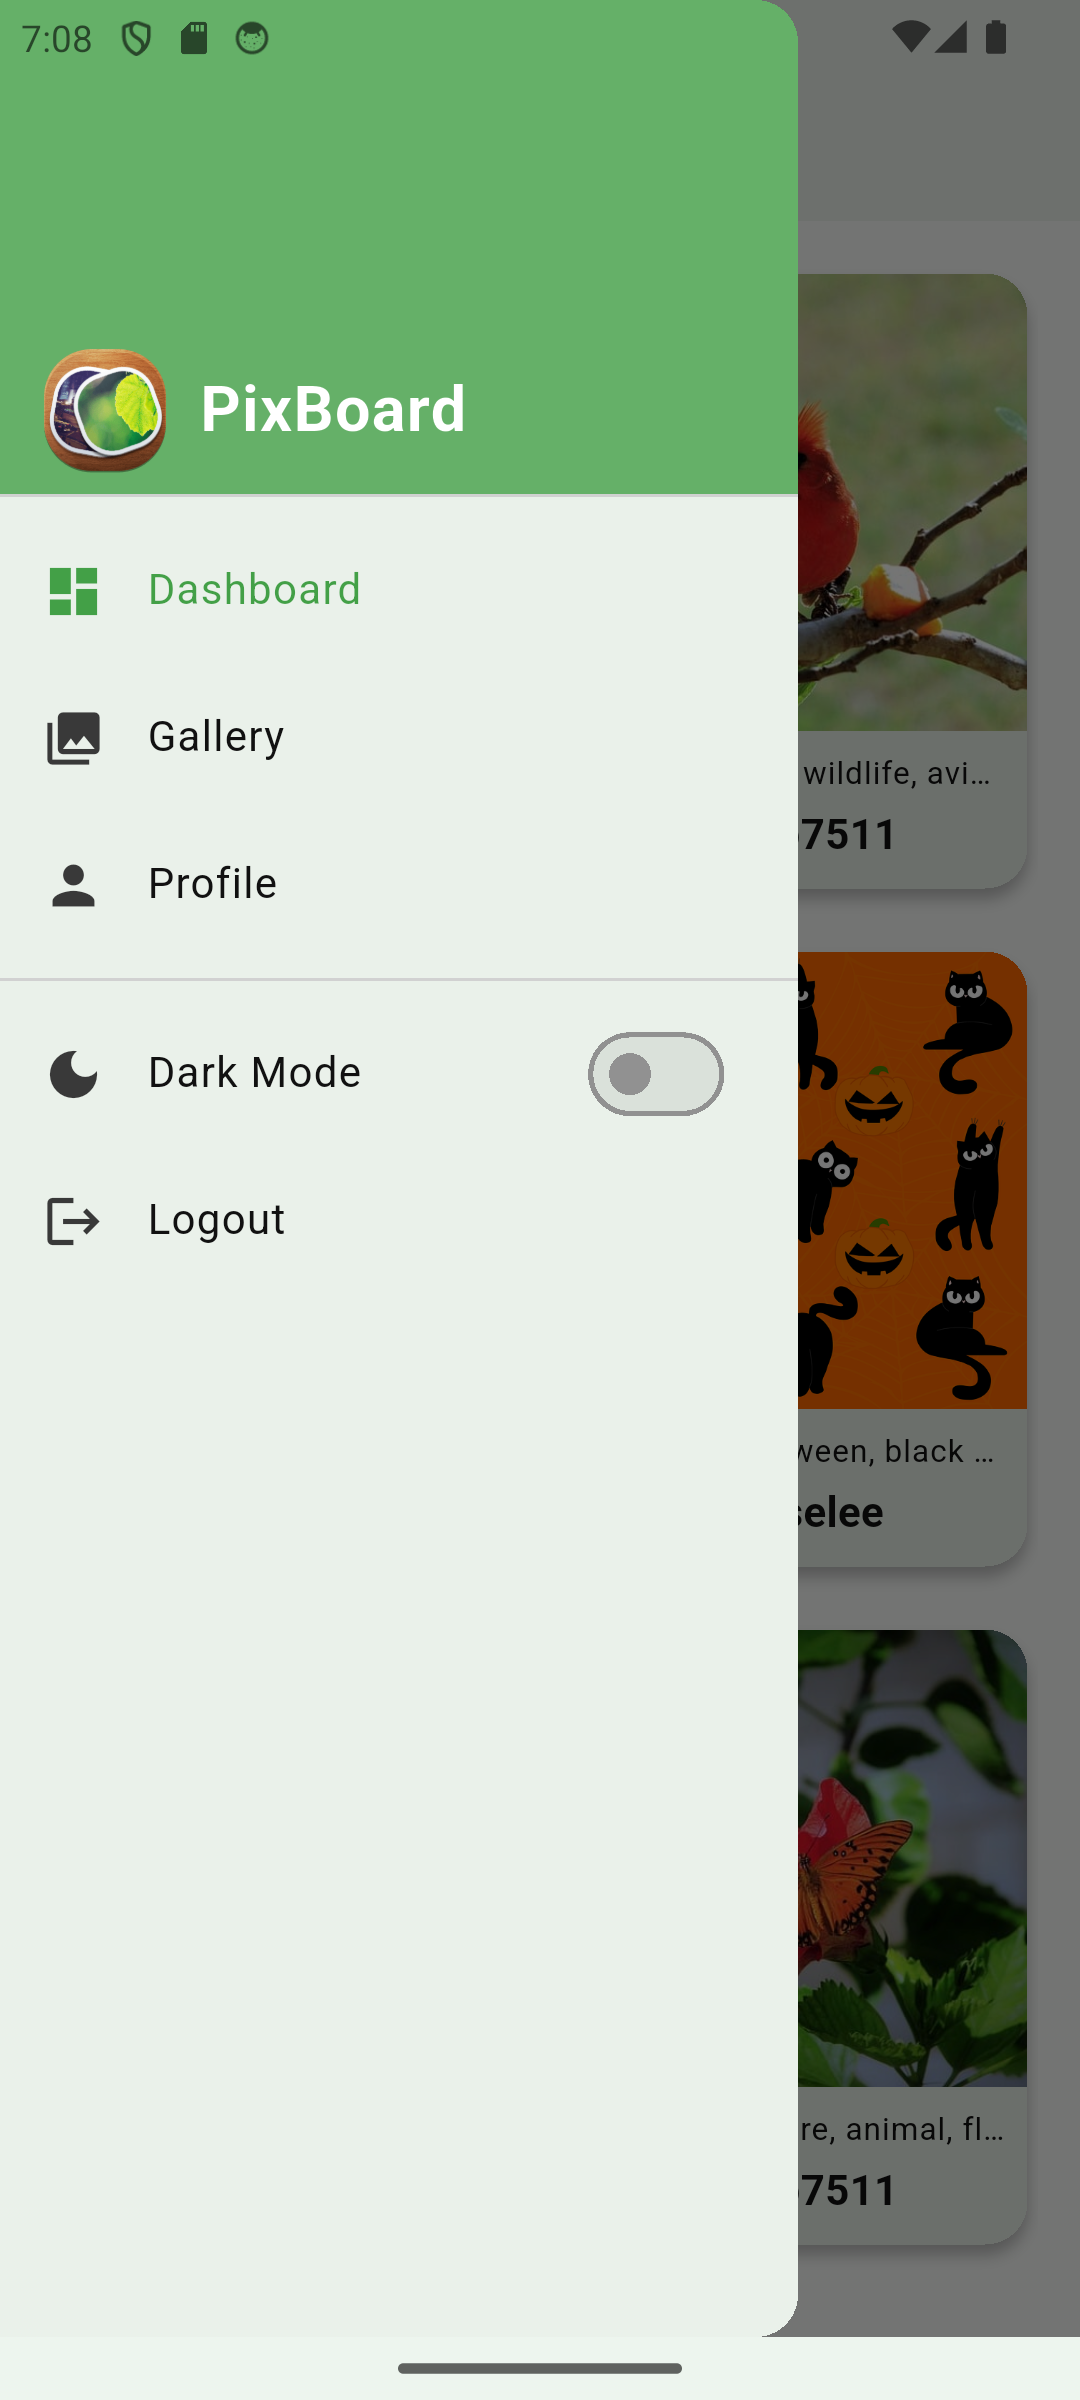 7:08
PixBoard
Dashboard
Gallery
Profile
Dark Mode
Logout
wildlife, avi…
7511
ween, black …
selee
re, animal, fl…
7511